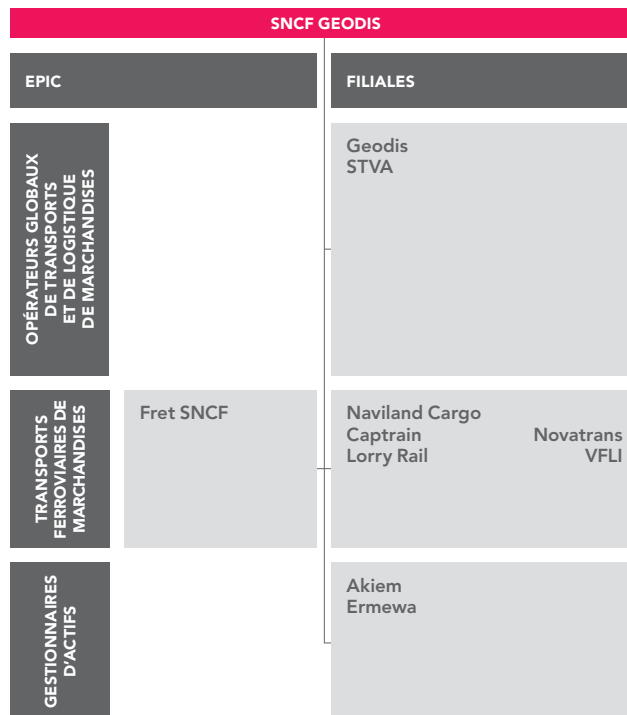 SNCF GEODIS
EPIC
FILIALES
OPÉRATEURS GLOBAUX
DE TRANSPORTS
ET DE LOGISTIQUE
DE MARCHANDISES
Geodis
STVA
TRANSPORTS
FERROVIAIRES DE
MARCHANDISES
Fret SNCF
Naviland Cargo
Captrain Novatrans
Lorry Rail VFLI
GESTIONNAIRES
D'ACTIFS
Akiem
Ermewa